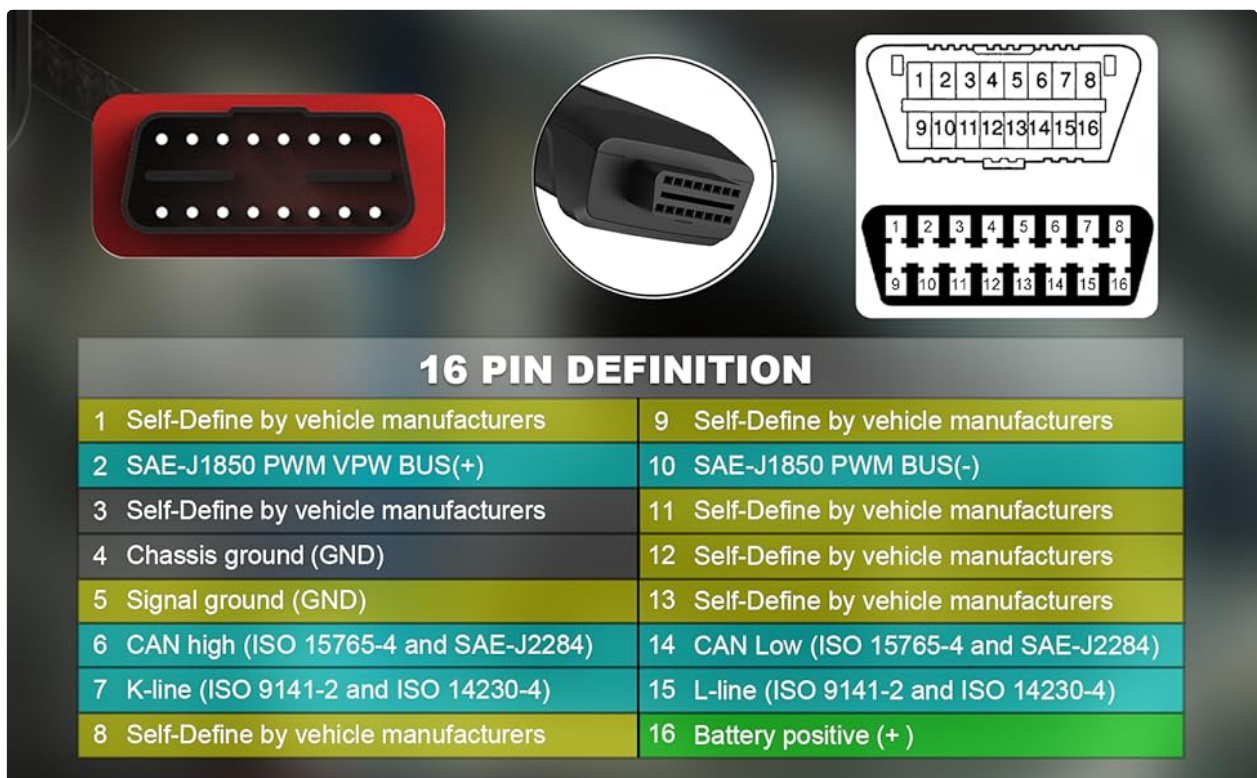 1 2 3 4 5 6 7 8
9 10 11 12 13 14 15 16
1 2 3 4 5 6 7 8
9 10 11 12 13 14 15 16
16 PIN DEFINITION
1 Self-Define by vehicle manufacturers
9 Self-Define by vehicle manufacturers
2 SAE-J1850 PWM VPW BUS(+)
10 SAE-J1850 PWM BUS(-)
3 Self-Define by vehicle manufacturers
11 Self-Define by vehicle manufacturers
4 Chassis ground (GND)
12 Self-Define by vehicle manufacturers
5 Signal ground (GND)
13 Self-Define by vehicle manufacturers
6 CAN high (ISO 15765-4 and SAE-J2284)
14 CAN Low (ISO 15765-4 and SAE-J2284)
7 K-line (ISO 9141-2 and ISO 14230-4)
15 L-line (ISO 9141-2 and ISO 14230-4)
8 Self-Define by vehicle manufacturers
16 Battery positive (+ )